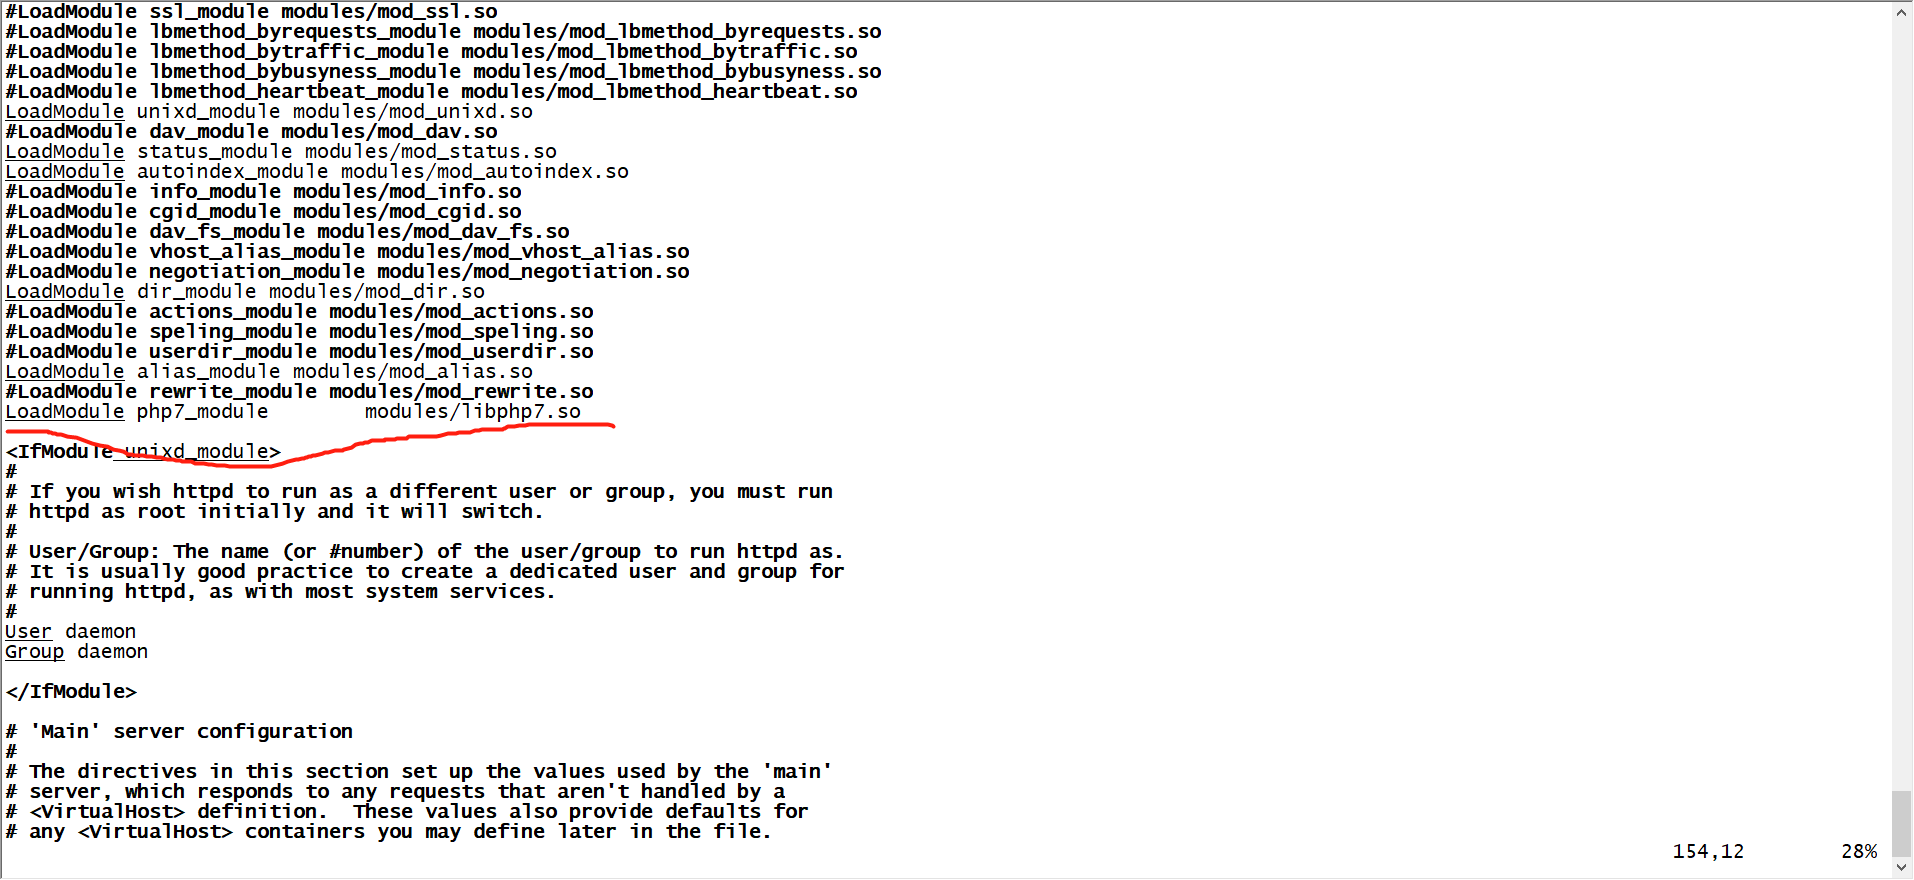 #LoadModule ssl_module modules/mod_ssl.so
#LoadModule lbmethod_byrequests_module modules/mod_lbmethod_byrequests.so
#LoadModule lbmethod_bytraffic_module modules/mod_lbmethod_bytraffic.so
#LoadModule lbmethod_bybusyness_module modules/mod_lbmethod_bybusyness.so
#LoadModule lbmethod_heartbeat_module modules/mod_lbmethod_heartbeat.so
LoadModule unixd_module modules/mod_unixd.so
#LoadModule dav_module modules/mod_dav.so
LoadModule status_module modules/mod_status.so
LoadModule autoindex_module modules/mod_autoindex.so
#LoadModule info_module modules/mod_info.so
#LoadModule cgid_module modules/mod_cgid.so
#LoadModule dav_fs_module modules/mod_dav_fs.so
#LoadModule vhost_alias_module modules/mod_vhost_alias.so
#LoadModule negotiation_module modules/mod_negotiation.so
LoadModule dir_module modules/mod_dir.so
#LoadModule actions_module modules/mod_actions.so
#LoadModule speling_module modules/mod_speling.so
#LoadModule userdir_module modules/mod_userdir.so
LoadModule alias_module modules/mod_alias.so
#LoadModule rewrite_module modules/mod_rewrite.so
LoadModule php7_module        modules/libphp7.so
<IfModule unixd_module>
#
# If you wish httpd to run as a different user or group, you must run
# httpd as root initially and it will switch.
#
# User/Group: The name (or #number) of the user/group to run httpd as.
# It is usually good practice to create a dedicated user and group for
# running httpd, as with most system services.
#
User daemon
Group daemon
</IfModule>
# 'Main' server configuration
#
# The directives in this section set up the values used by the 'main'
# server, which responds to any requests that aren't handled by a
# <VirtualHost> definition.  These values also provide defaults for
# any <VirtualHost> containers you may define later in the file.
154,12        28%